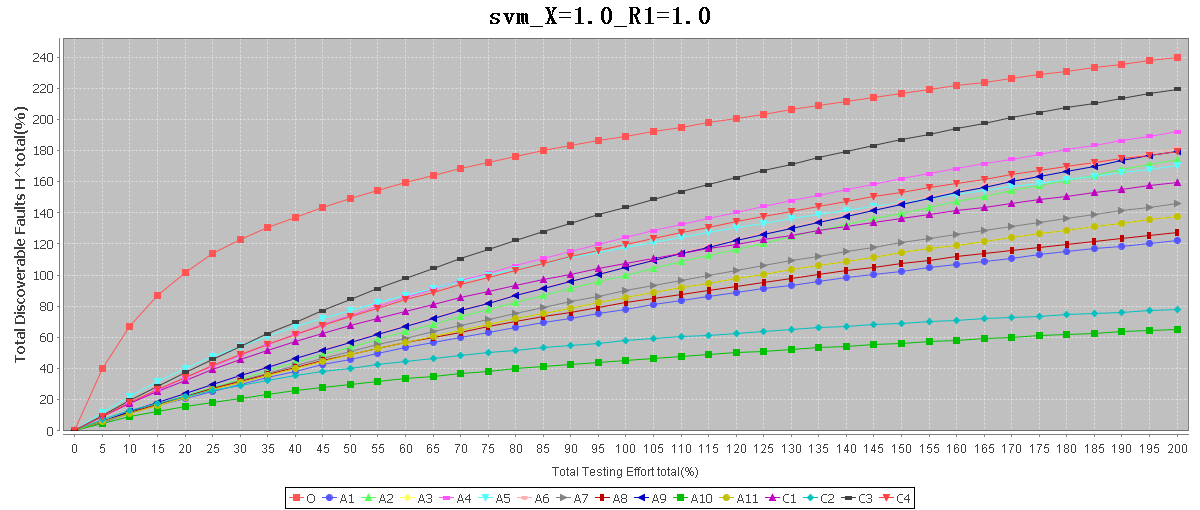 svm_X=1.0_R1=1.0
Total Discoverable Faults H^total(%)
240
220
200
180
160
140
120
100
80
60
40
20
0
0 5 10 15 20 25 30 35 40 45 50 55 60 65 70 75 80 85 90 95 100 105 110 115 120 125 130 135 140 145 150 155 160 165 170 175 180 185 190 195 200
Total Testing Effort total(%)
O A1 A2 A3 A4 A5 A6 A7 A8 A9 A10 A11 C1 C2 C3 C4